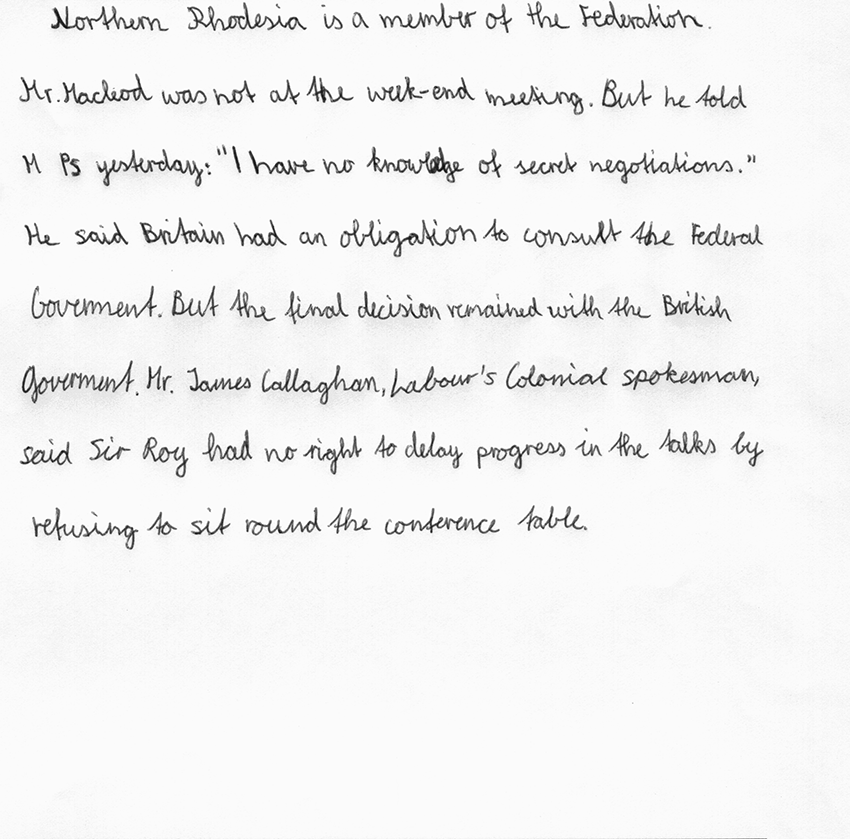 Northern Rhodesia is a member of the Federation.
Mr. Macleod was not at the week-end meeting. But he told
M Ps yesterday: "I have no knowledge of secret negotiations."
He said Britain had an obligation to consult the Federal
Goverment. But the final decision remained with the British
Goverment. Mr. James Callaghan, Labour's Colonial spokesman,
said Sir Roy had no right to delay progress in the talks by
refusing to sit round the conference table.